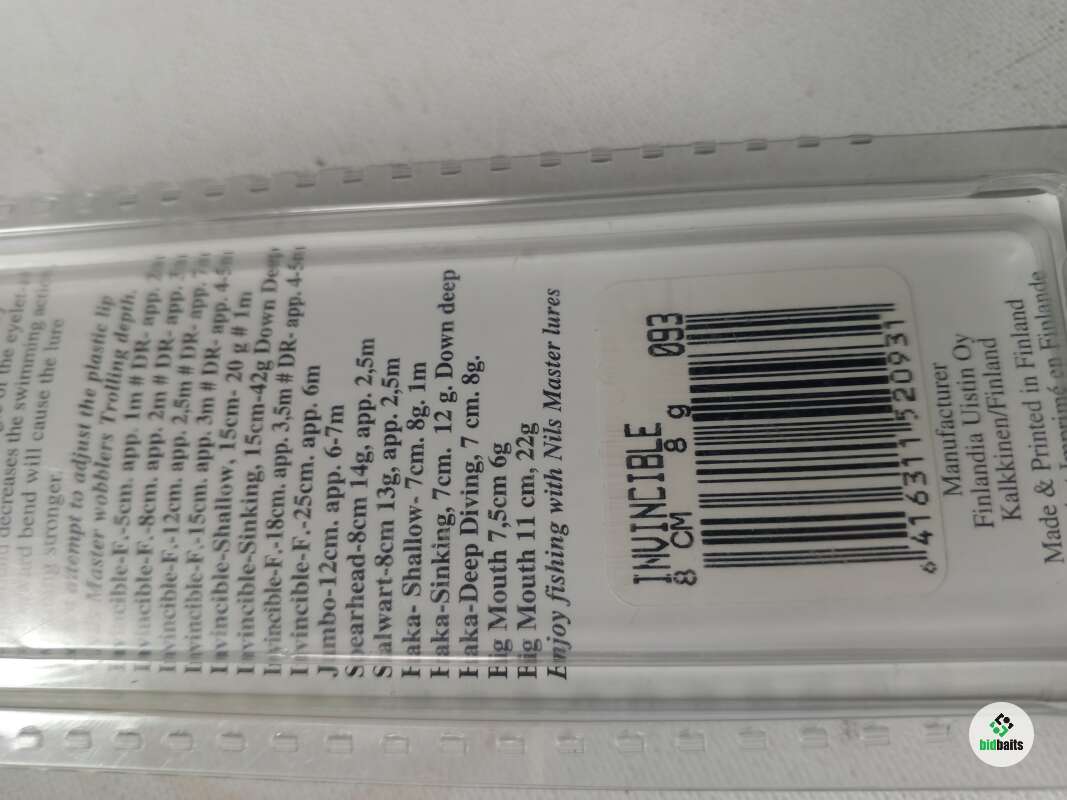 decreases the swimming action
bend will cause the lure
stronger.
attempt to adjust the plastic lip
Master wobblers Trolling depth.
Invincible-F.-5cm. app. 1m # DR- app. 2m
Invincible-F.-8cm. app. 2m # DR- app.
Invincible-F. 12cm. app. 2,5m # DR- app.
Invincible-F.-15cm. app. 3m # DR- app.
Invincible-Shallow, 15cm- 20 g # 1m
Invincible-Sinking, 15cm-42g Down Deep
Invincible-F.-18cm. app. 3,5m # DR- app. 4-5m
Invincible-F.-25cm. app. 6m
Jumbo-12cm. app. 6-7m
Spearhead-8cm 14g, app. 2,5m
Stalwart-8cm 13g, app. 2,5m
Haka- Shallow- 7cm. 8g. 1m
Haka-Sinking, 7cm. 12 g. Down deep
Haka-Deep Diving, 7 cm. 8g.
Big Mouth 7,5cm 6g
Big Mouth 11 cm, 22g
Enjoy fishing with Nils Master lures
INVINCIBLE 093
8 CM 8 g
6 416311 520931
Manufacturer
Finlandia Uistin Oy
Kalkkinen/Finland
Made & Printed in Finland
Imprimé en Finlande
bidbaits